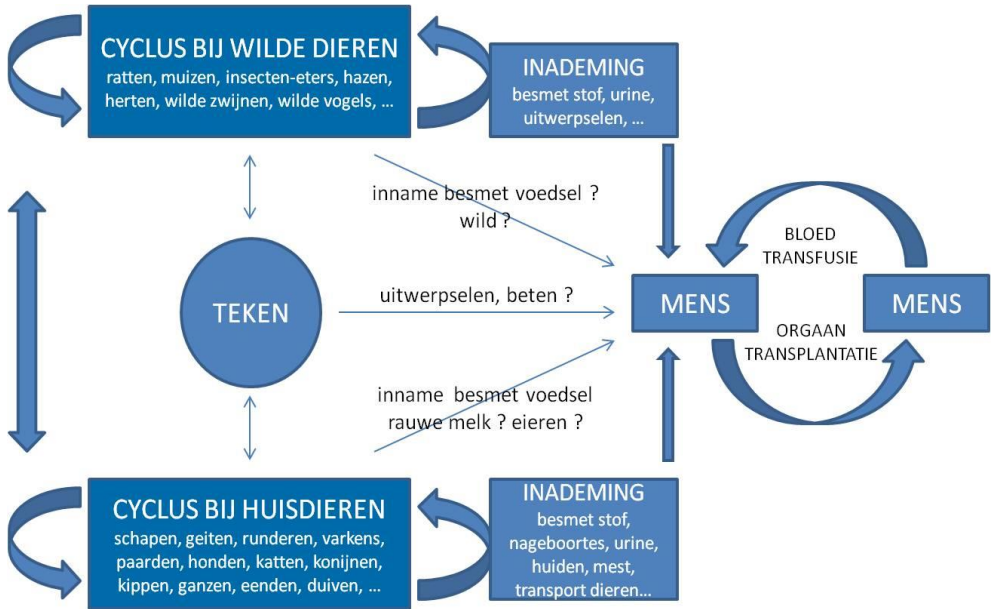 CYCLUS BIJ WILDE DIEREN
ratten, muizen, insecten-eters, hazen,
herten, wilde zwijnen, wilde vogels, ...
INADEMING
besmet stof, urine,
uitwerpselen, ...
inname besmet voedsel ?
wild ?
BLOED
TRANSFUSIE
TEKEN
uitwerpselen, beten ?
MENS
MENS
ORGAAN
TRANSPLANTATIE
inname besmet voedsel
rauwe melk ? eieren ?
CYCLUS BIJ HUISDIEREN
schapen, geiten, runderen, varkens,
paarden, honden, katten, konijnen,
kippen, ganzen, eenden, duiven, ...
INADEMING
besmet stof,
nageboortes, urine,
huiden, mest,
transport dieren...